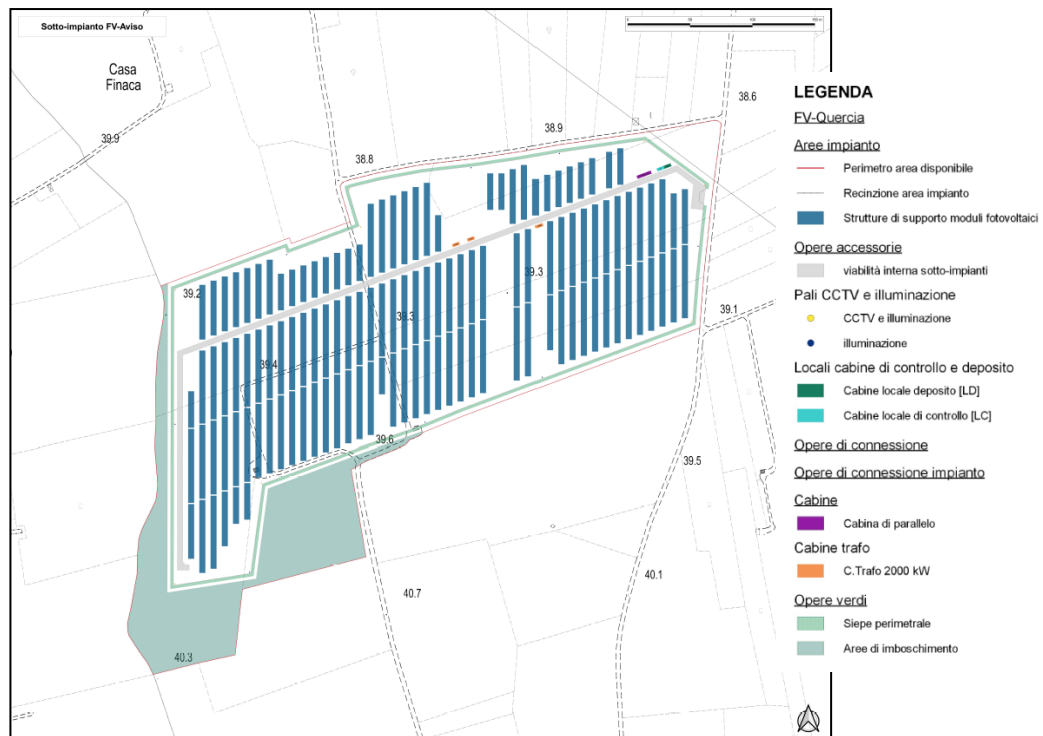 Sotto-impianto FV-Aviso
0 50 100 150 m
Casa
Finaca
39.9
38.8
38.9
38.6
39.2
39.3
39.3
39.4
39.1
39.6
39.5
40.7
40.1
40.3
LEGENDA
FV-Quercia
Aree impianto
Perimetro area disponibile
Recinzione area impianto
Strutture di supporto moduli fotovoltaici
Opere accessorie
viabilità interna sotto-impianti
Pali CCTV e illuminazione
CCTV e illuminazione
illuminazione
Locali cabine di controllo e deposito
Cabine locale deposito [LD]
Cabine locale di controllo [LC]
Opere di connessione
Opere di connessione impianto
Cabine
Cabina di parallelo
Cabine trafo
C.Trafo 2000 kW
Opere verdi
Siepe perimetrale
Aree di imboschimento